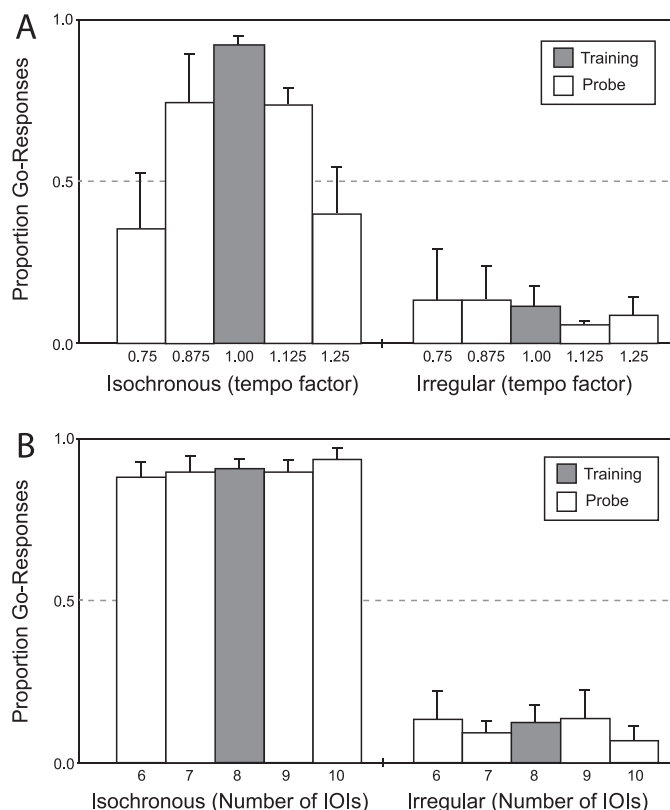 A
1.0
Training
Probe
0.5
Proportion Go-Responses
0.0
0.75 0.875 1.00 1.125 1.25 0.75 0.875 1.00 1.125 1.25
Isochronous (tempo factor) Irregular (tempo factor)
B
1.0
Training
Probe
0.5
Proportion Go-Responses
0.0
6 7 8 9 10 6 7 8 9 10
Isochronous (Number of IOIs) Irregular (Number of IOIs)